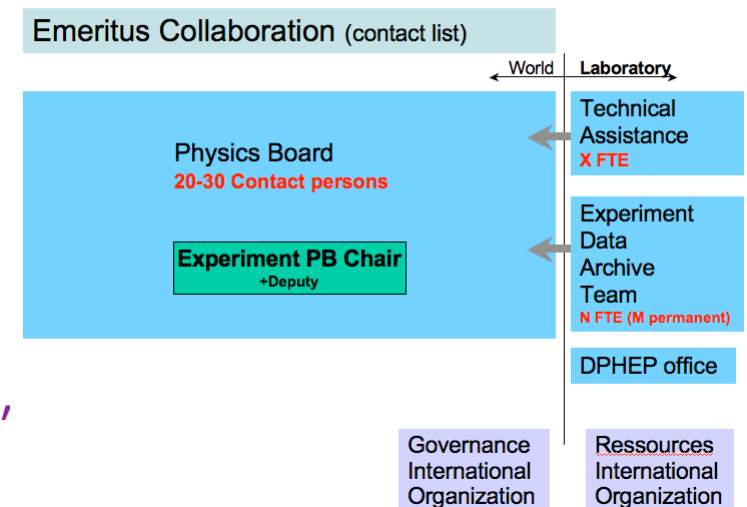 Emeritus Collaboration (contact list)
World
Laboratory
Technical
Assistance
X FTE
Physics Board
20-30 Contact persons
Experiment PB Chair
+Deputy
Experiment
Data
Archive
Team
N FTE (M permanent)
DPHEP office
,
Governance
International
Organization
Ressources
International
Organization